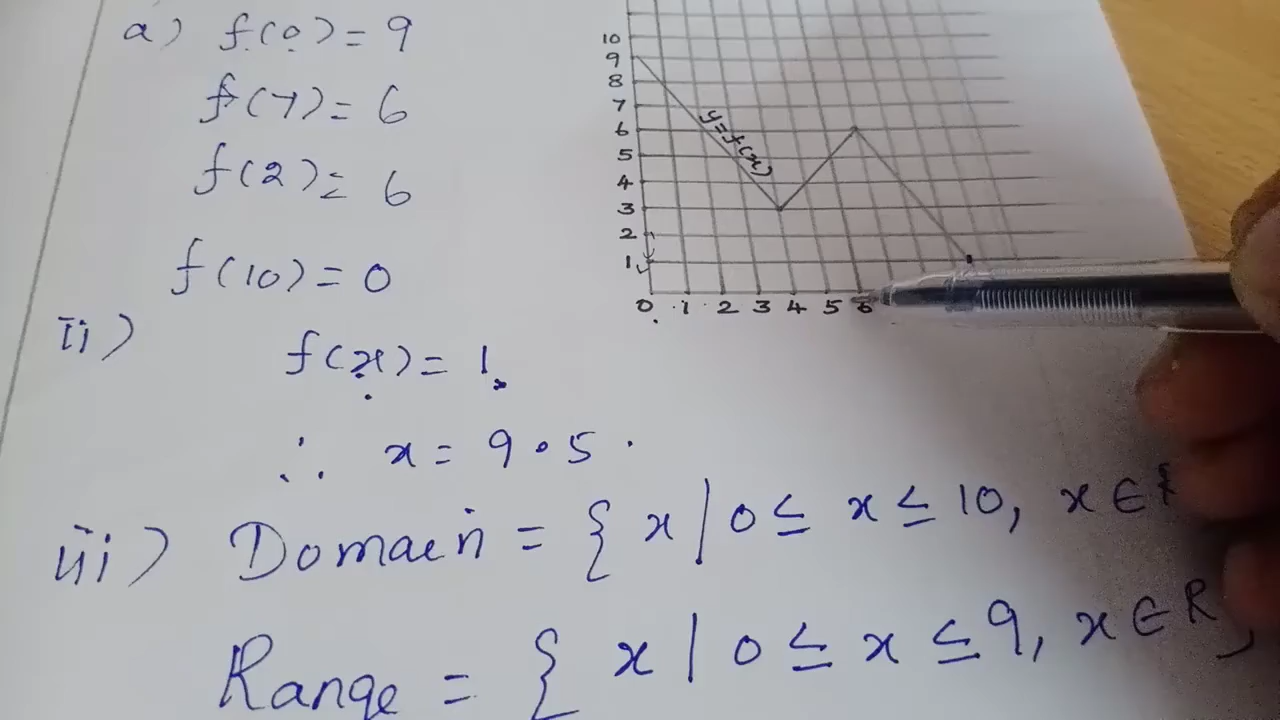 a) f(0) = 9
f(7) = 6
f(2) = 6
f(10) = 0
ii) f(x) = 1
∴ x = 9.5
iii) Domain = { x | 0 ≤ x ≤ 10, x ∈
Range = { x | 0 ≤ x ≤ 9, x ∈ R }
10
9
8
7
6
5
4
3
2
1
0 1 2 3 4 5 6
y=f(x)